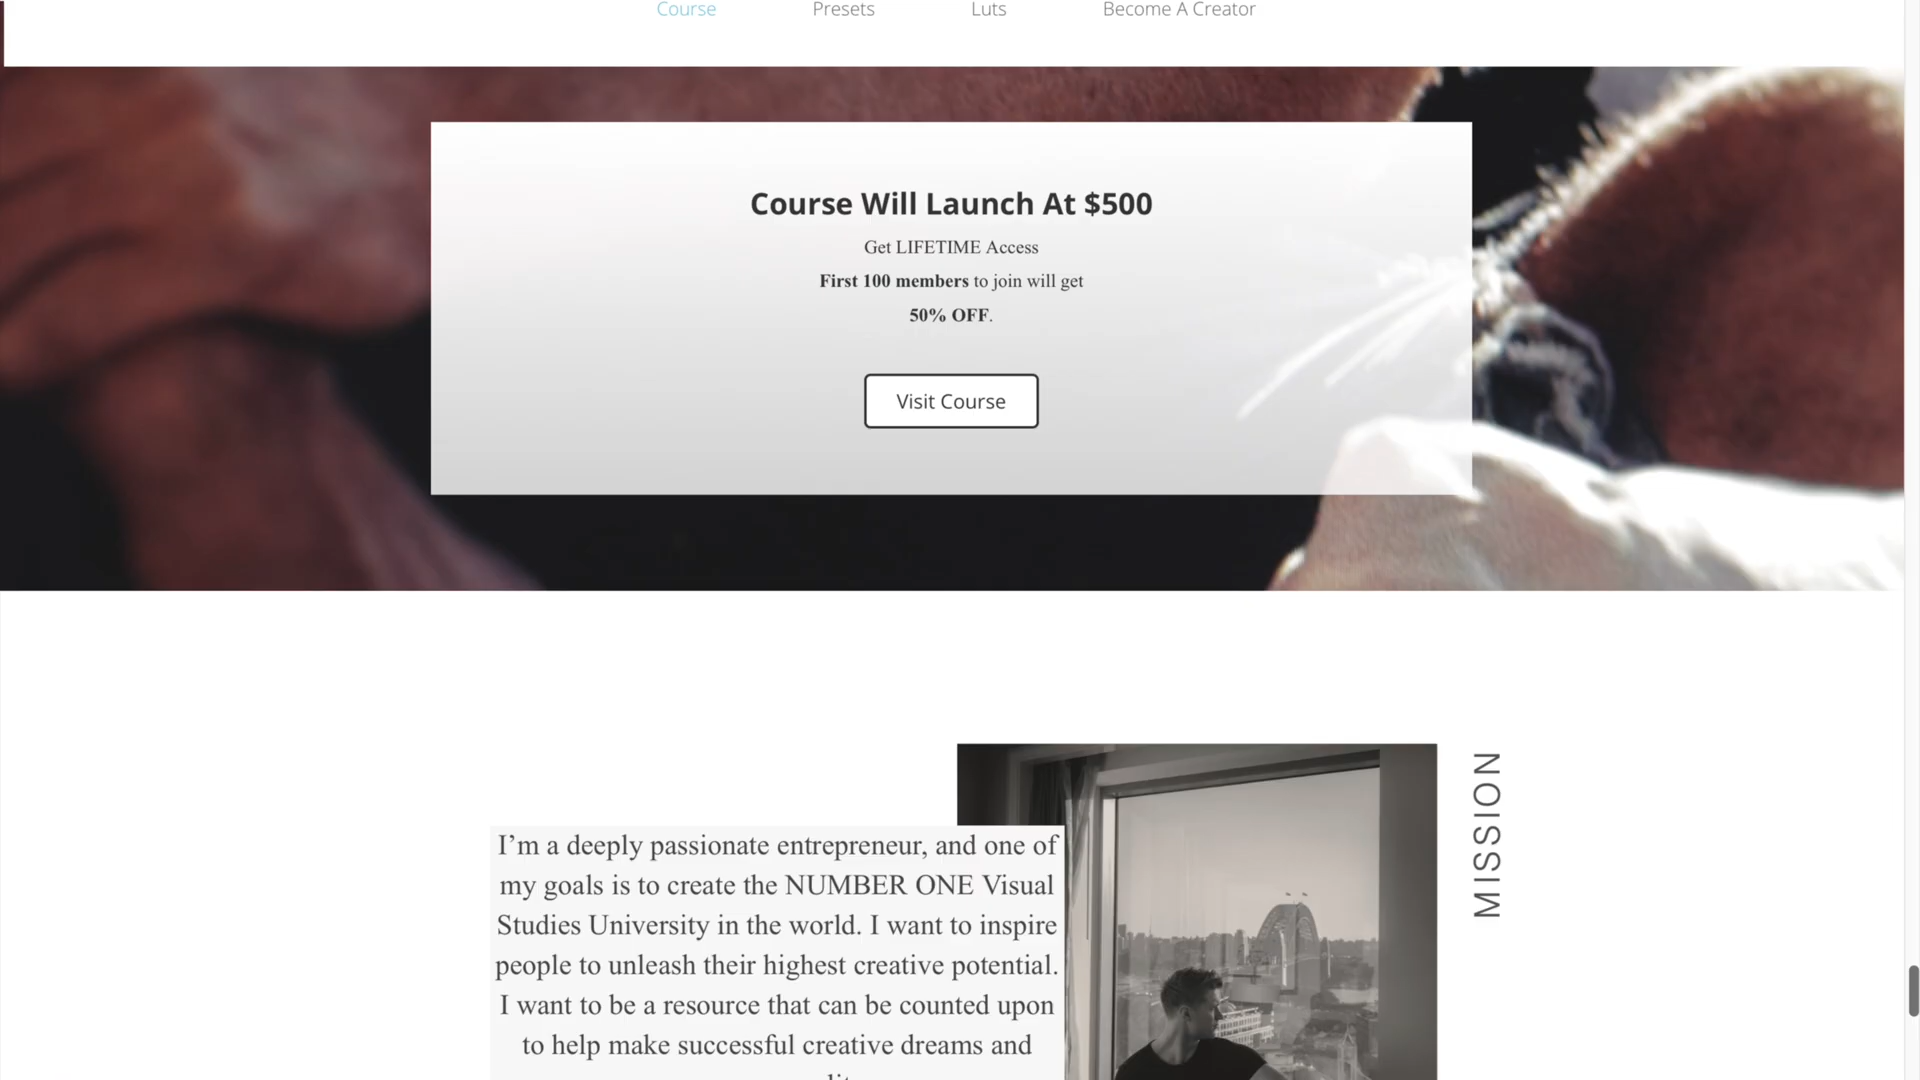 Course Presets Luts Become A Creator
Course Will Launch At $500
Get LIFETIME Access
First 100 members to join will get
50% OFF.
Visit Course
MISSION
I’m a deeply passionate entrepreneur, and one of
my goals is to create the NUMBER ONE Visual
Studies University in the world. I want to inspire
people to unleash their highest creative potential.
I want to be a resource that can be counted upon
to help make successful creative dreams and